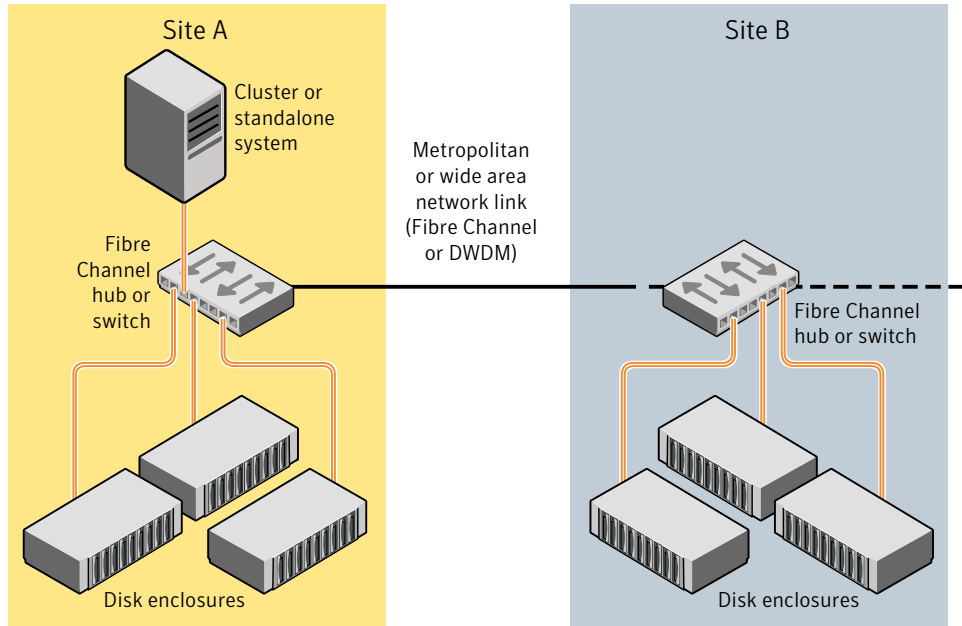 Site A
Cluster or
standalone
system
Fibre
Channel
hub or
switch
Disk enclosures
Metropolitan
or wide area
network link
(Fibre Channel
or DWDM)
Site B
Fibre Channel
hub or switch
Disk enclosures